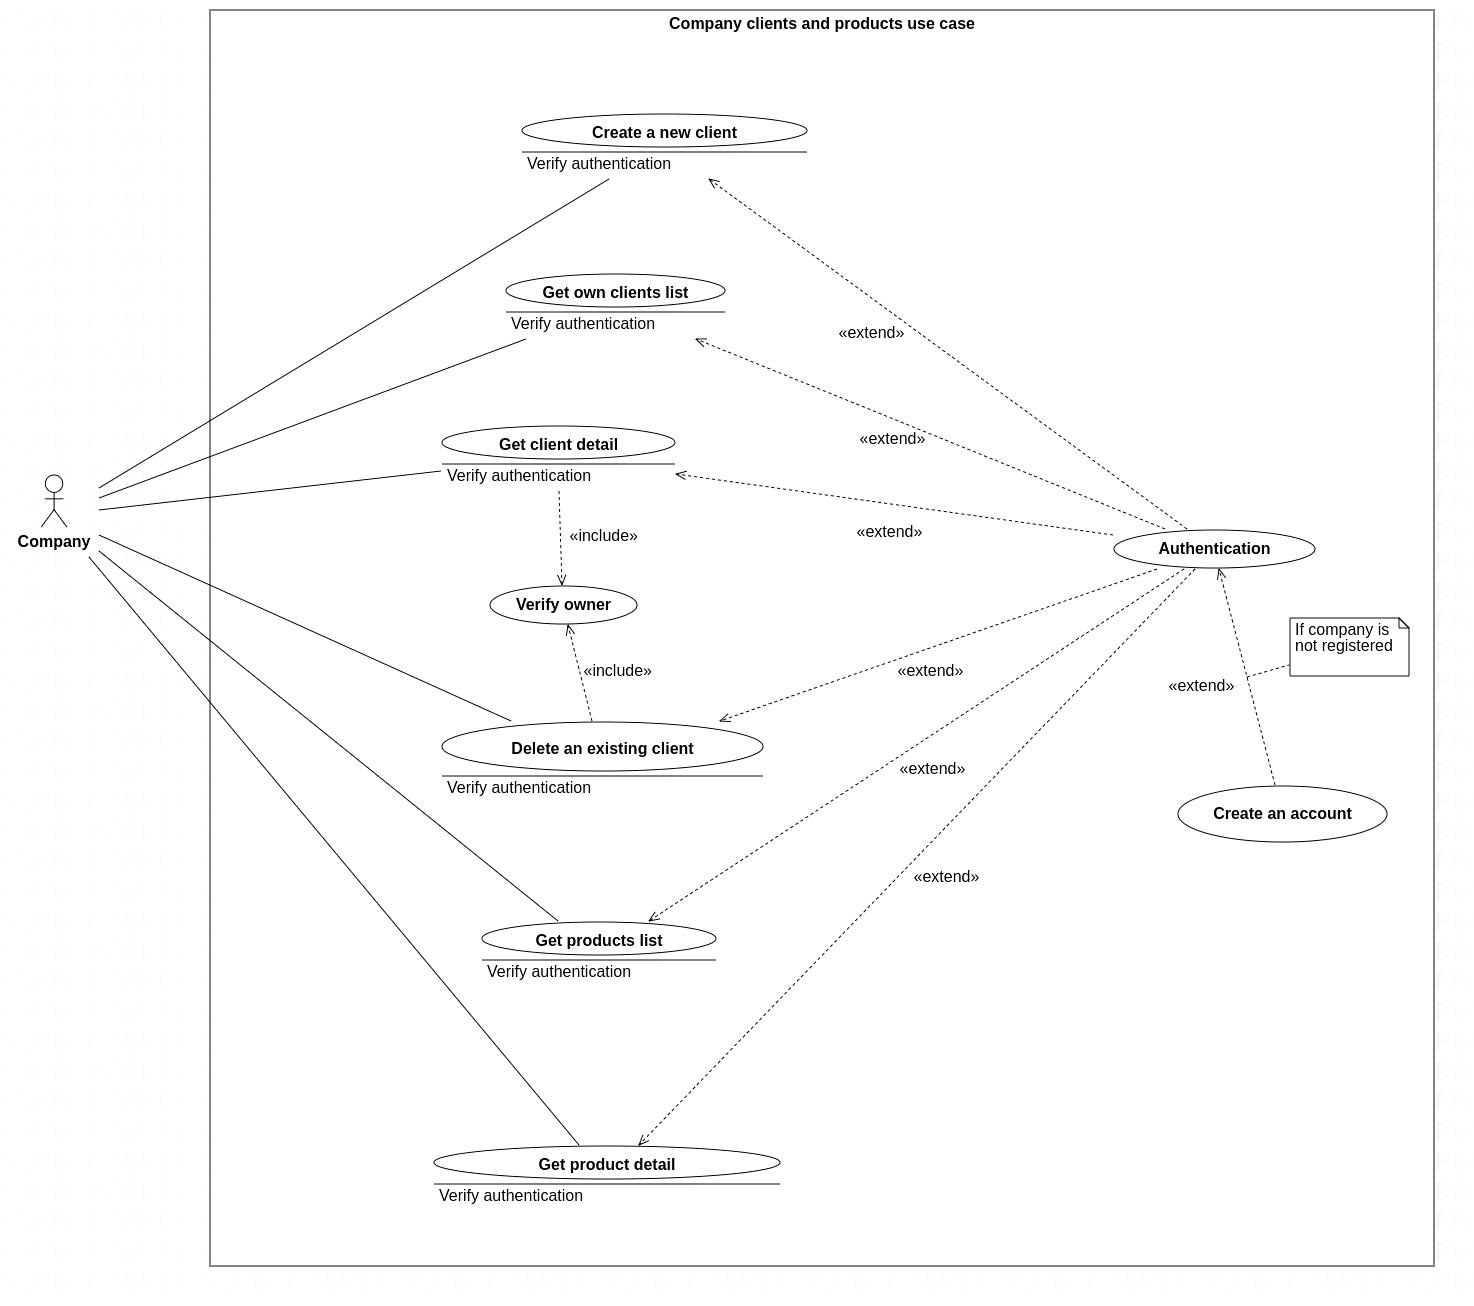 Company clients and products use case
Create a new client
Verify authentication
Get own clients list
Verify authentication
«extend»
«extend»
Get client detail
Verify authentication
«extend»
«include»
Company
Authentication
Verify owner
If company is
not registered
«include»
«extend»
«extend»
Delete an existing client
Verify authentication
«extend»
Create an account
«extend»
Get products list
Verify authentication
Get product detail
Verify authentication